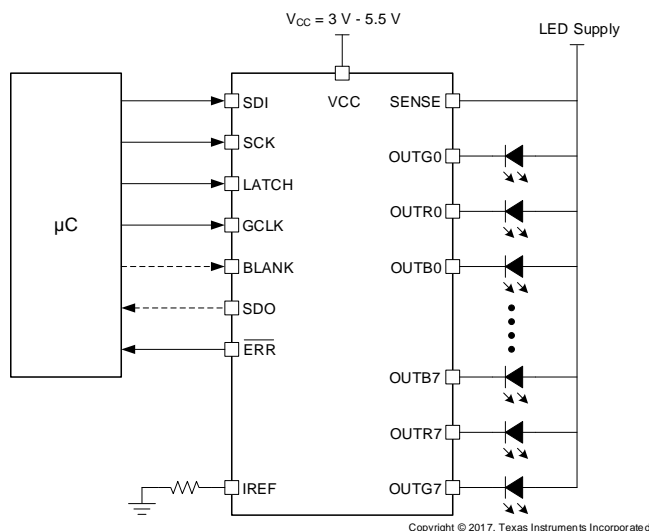 V_CC = 3 V - 5.5 V
LED Supply
VCC
SENSE
SDI
SCK
LATCH
GCLK
BLANK
SDO
ERR
IREF
µC
OUTG0
OUTR0
OUTB0
OUTB7
OUTR7
OUTG7
Copyright © 2017, Texas Instruments Incorporated